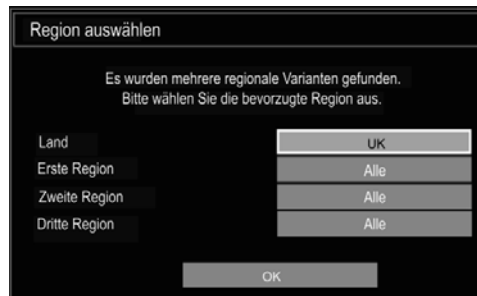 Region auswählen
Es wurden mehrere regionale Varianten gefunden.
Bitte wählen Sie die bevorzugte Region aus.
Land UK
Erste Region Alle
Zweite Region Alle
Dritte Region Alle
OK